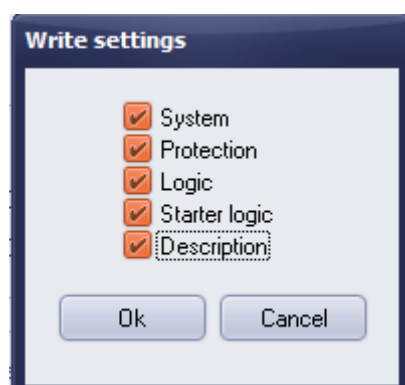 Write settings
System
Protection
Logic
Starter logic
Description
Ok Cancel